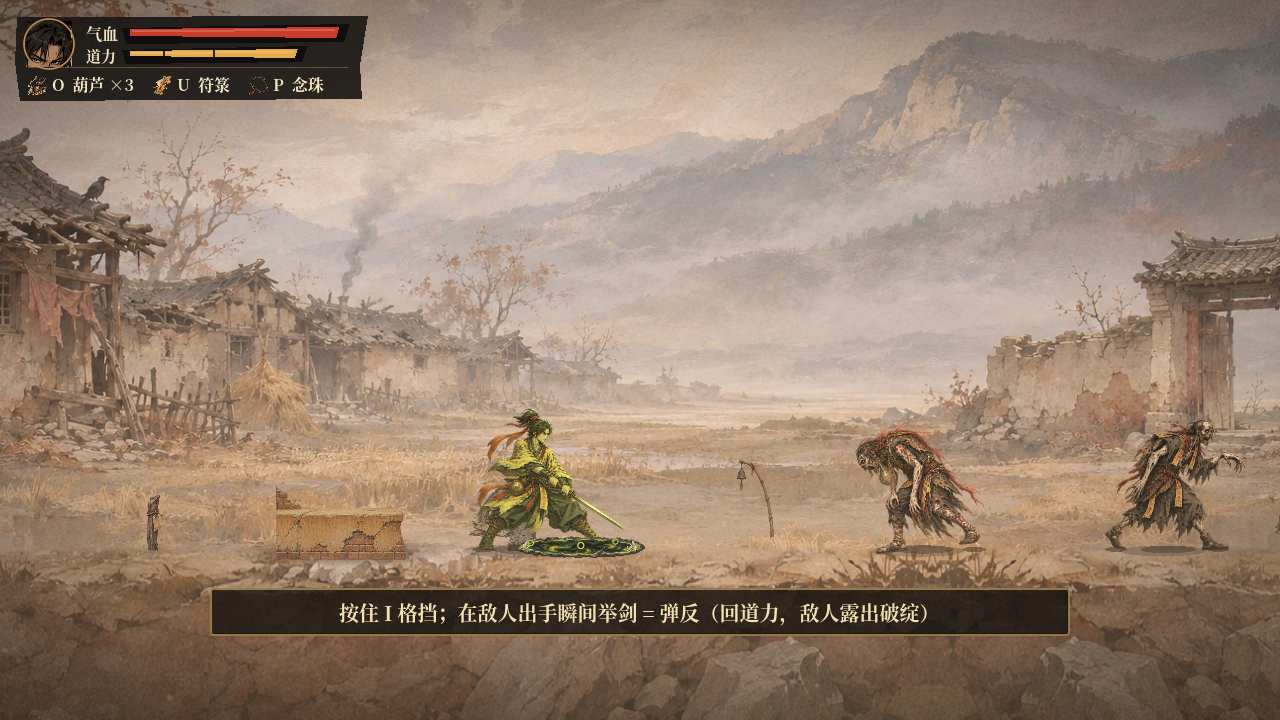 气血
道力
O 葫芦 ×3 U 符箓 P 念珠
按住 I 格挡；在敌人出手瞬间举剑 = 弹反（回道力，敌人露出破绽）